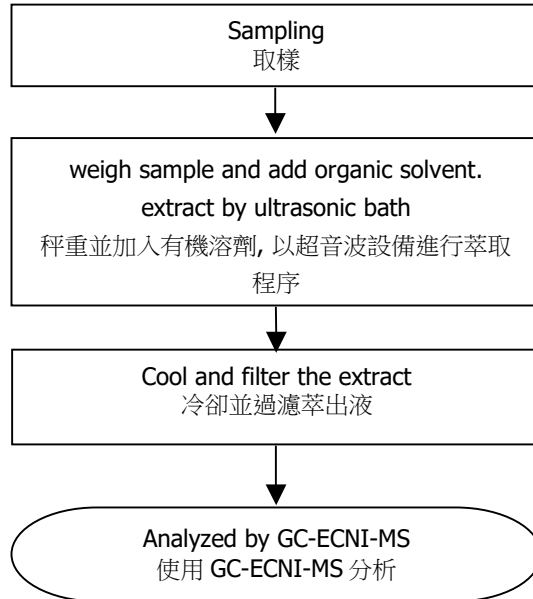 Sampling
取樣
weigh sample and add organic solvent.
extract by ultrasonic bath
秤重並加入有機溶劑, 以超音波設備進行萃取
程序
Cool and filter the extract
冷卻並過濾萃出液
Analyzed by GC-ECNI-MS
使用 GC-ECNI-MS 分析